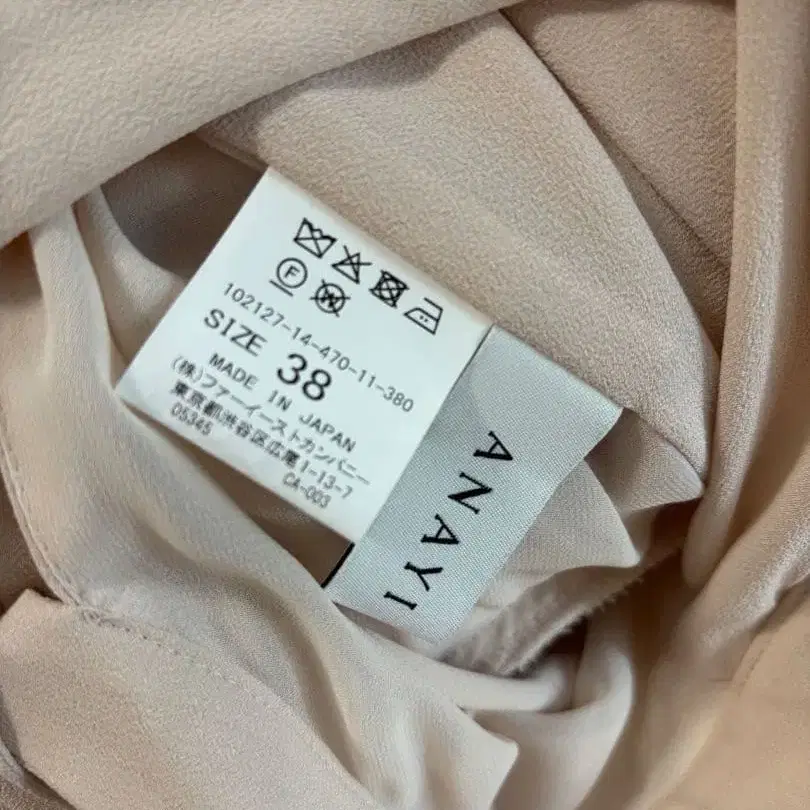 F
W
102127-14-470-11-380
SIZE 38
MADE IN JAPAN
(株)ファーイーストカンパニー
東京都渋谷区広尾1-13-7
05345
CA-003
ANAYI